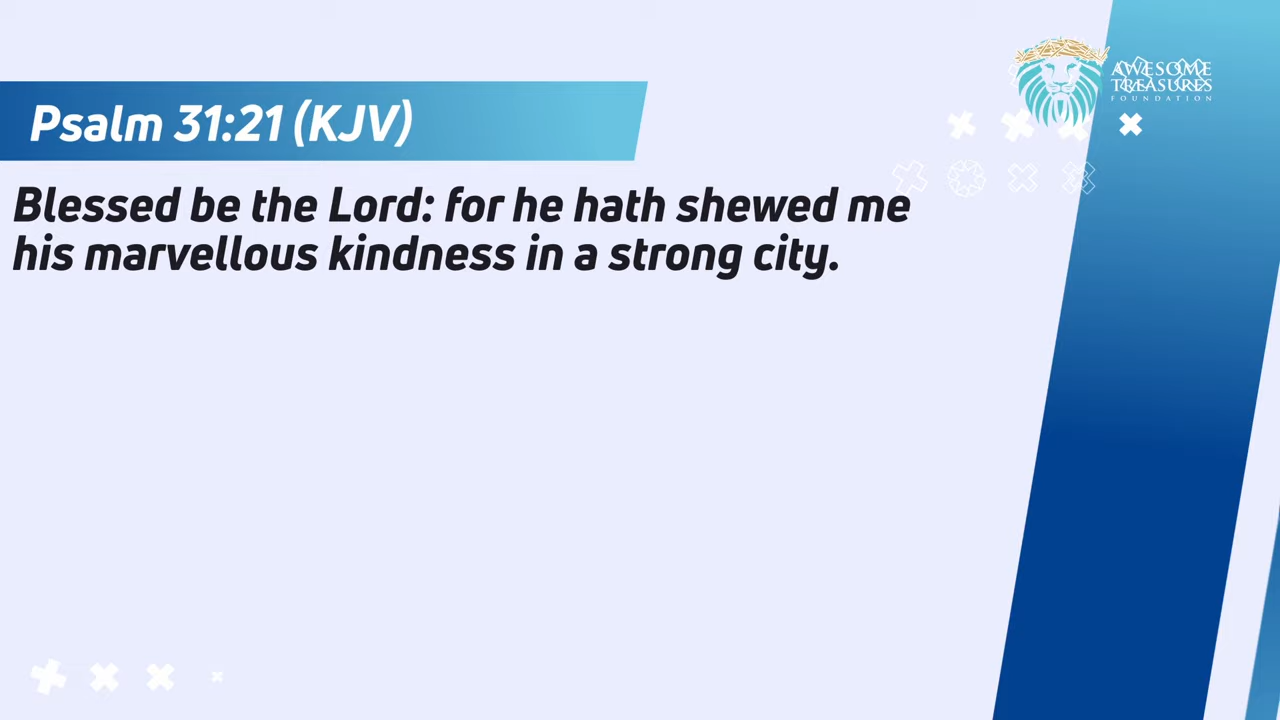 AWESOME
TREASURES
FOUNDATION
Psalm 31:21 (KJV)
Blessed be the Lord: for he hath shewed me
his marvellous kindness in a strong city.